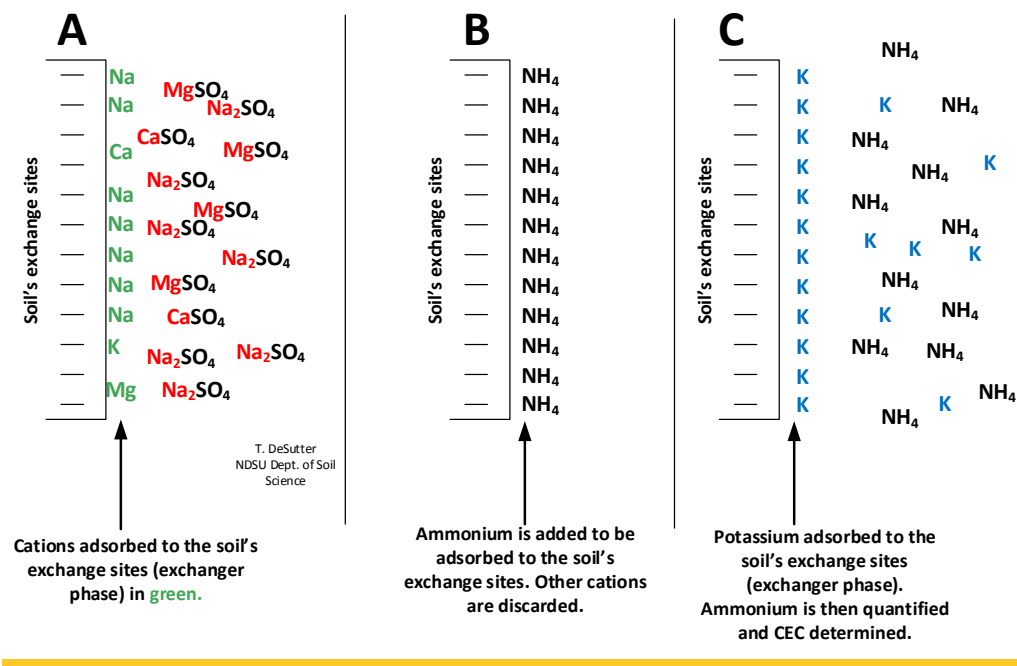 A
B
C
Soil's exchange sites
Na
Na
Ca
Na
Na
Na
Na
Na
K
Mg
MgSO₄
Na₂SO₄
CaSO₄
MgSO₄
Na₂SO₄
MgSO₄
Na₂SO₄
Na₂SO₄
MgSO₄
CaSO₄
Na₂SO₄
Na₂SO₄
Na₂SO₄
T. DeSutter
NDSU Dept. of Soil
Science
Cations adsorbed to the soil's
exchange sites (exchanger
phase) in green.
Soil's exchange sites
NH₄
NH₄
NH₄
NH₄
NH₄
NH₄
NH₄
NH₄
NH₄
NH₄
NH₄
NH₄
Ammonium is added to be
adsorbed to the soil's
exchange sites. Other cations
are discarded.
Soil's exchange sites
K
K
K
K
K
K
K
K
K
K
K
K
NH₄
K
NH₄
NH₄
K
NH₄
NH₄
NH₄
K
K
K
NH₄
K
NH₄
NH₄
NH₄
NH₄
K
NH₄
Potassium adsorbed to the
soil's exchange sites
(exchanger phase).
Ammonium is then quantified
and CEC determined.